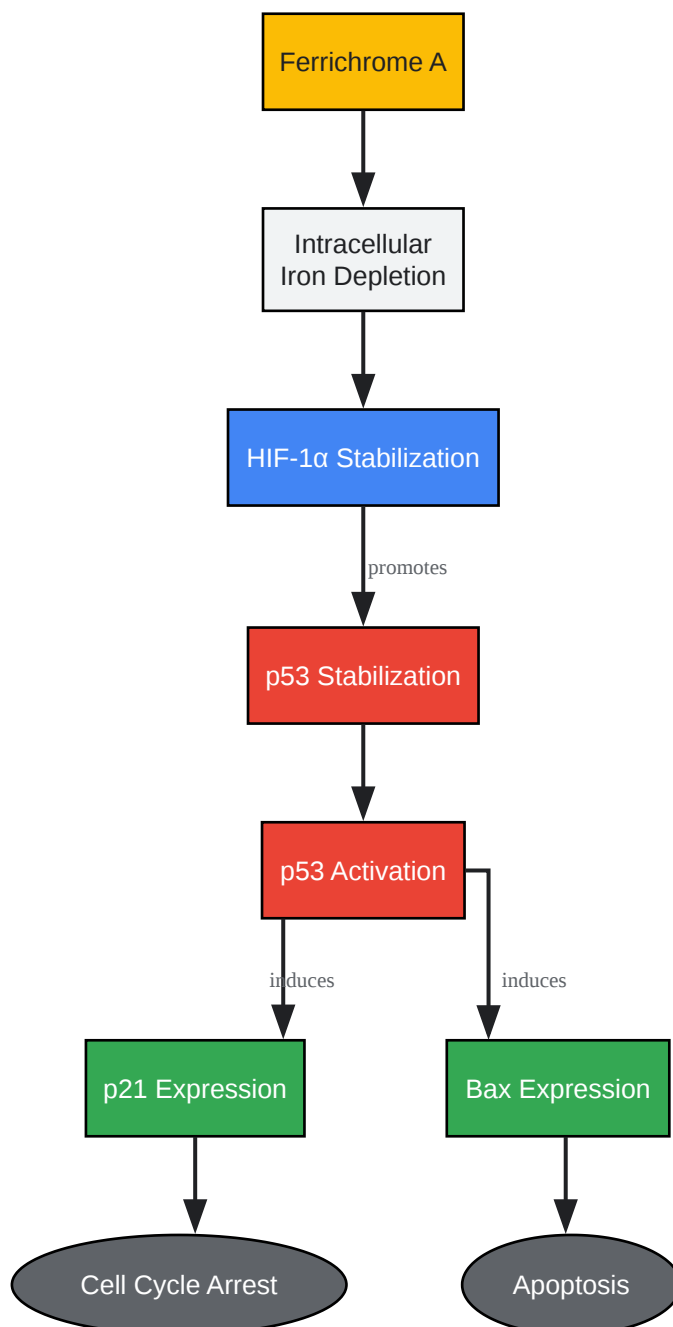 Ferrichrome A
Intracellular
Iron Depletion
HIF-1α Stabilization
promotes
p53 Stabilization
p53 Activation
induces
induces
p21 Expression
Bax Expression
Cell Cycle Arrest
Apoptosis